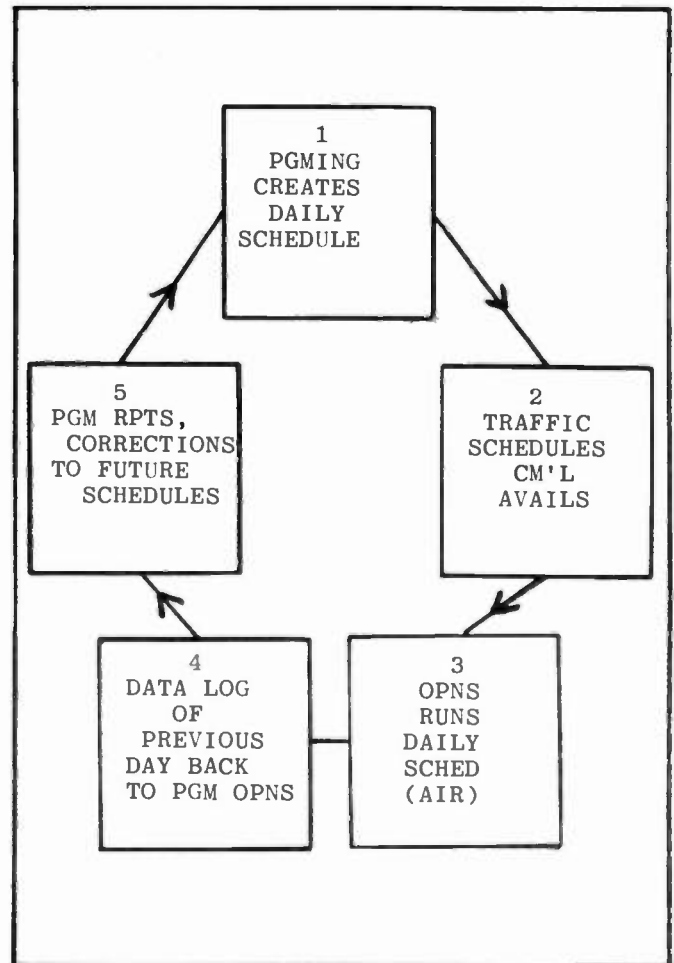 1
PGMING
CREATES
DAILY
SCHEDULE
2
TRAFFIC
SCHEDULES
CM'L
AVAILS
3
OPNS
RUNS
DAILY
SCHED
(AIR)
4
DATA LOG
OF
PREVIOUS
DAY BACK
TO PGM OPNS
5
PGM RPTS,
CORRECTIONS
TO FUTURE
SCHEDULES